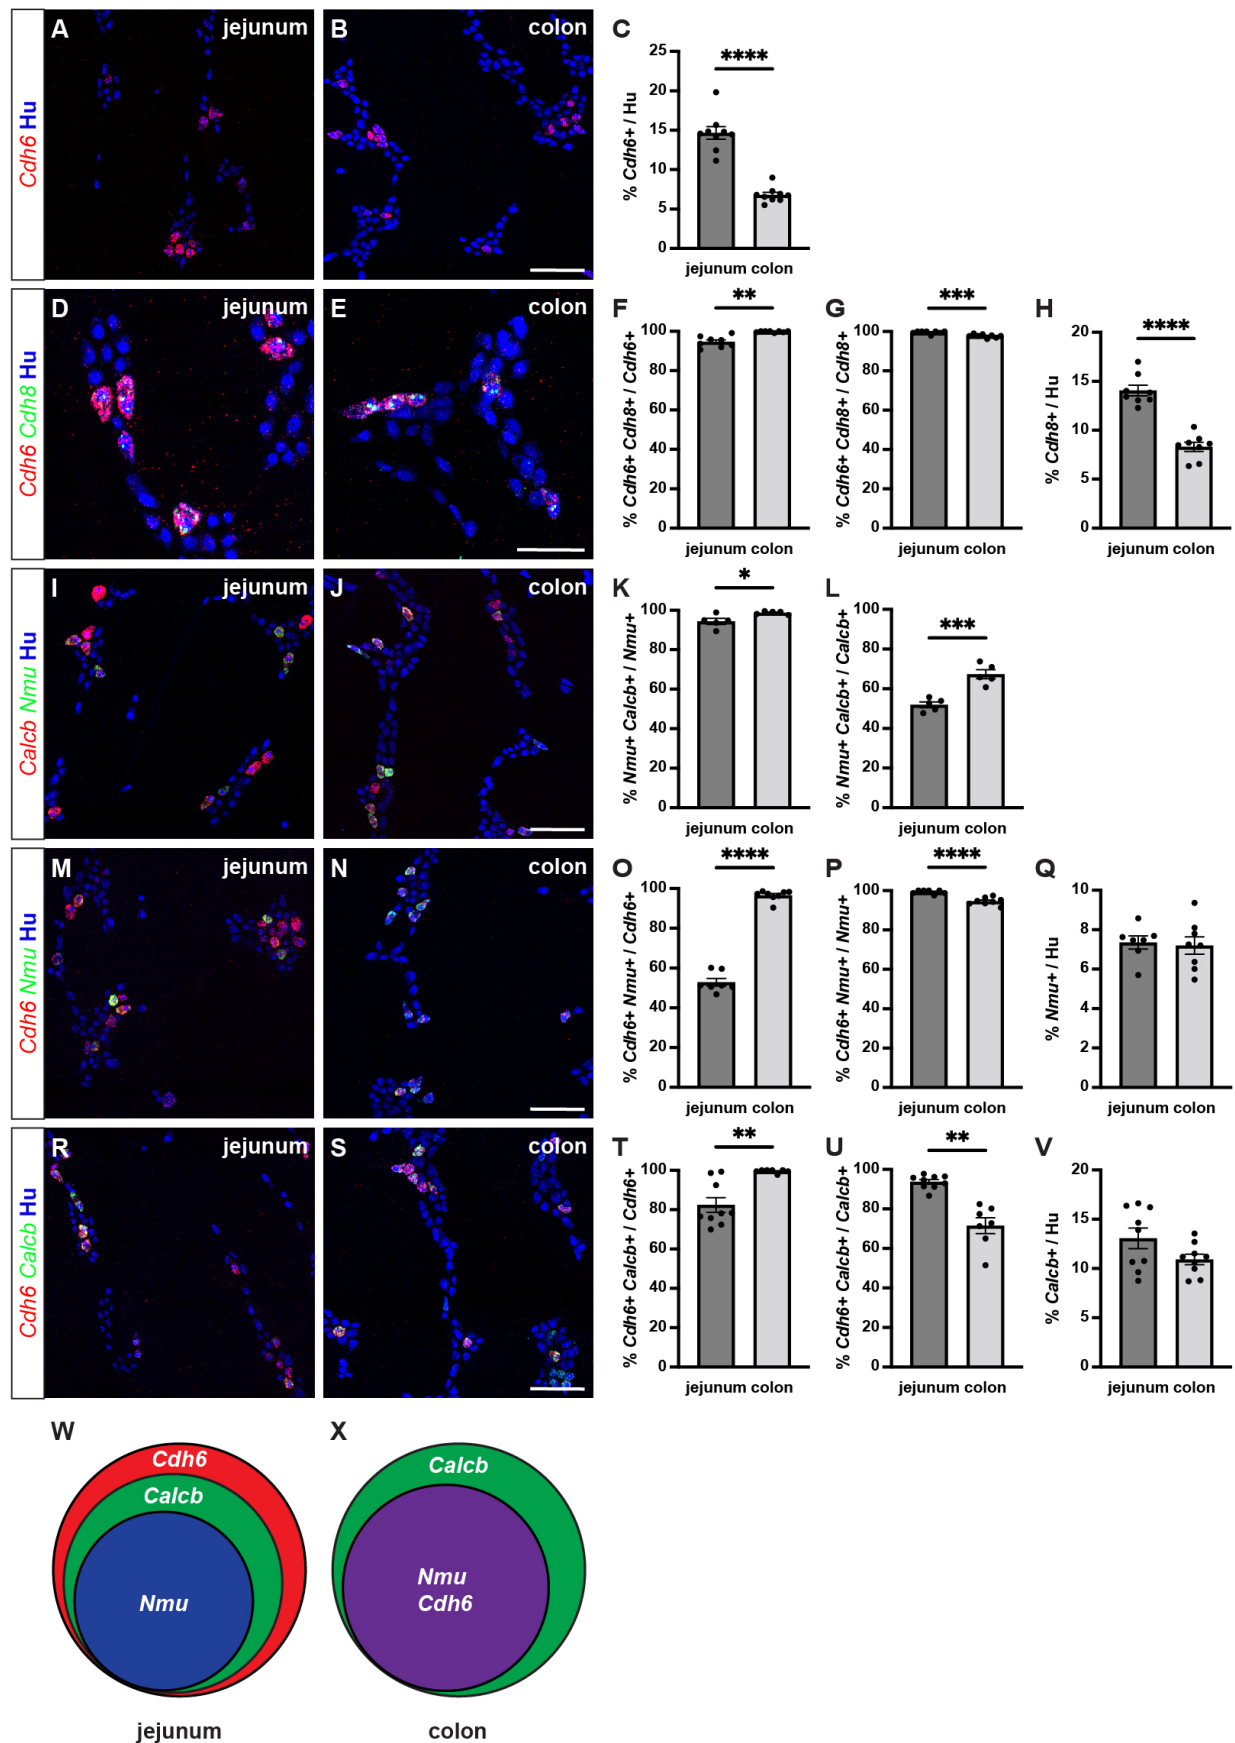 A jejunum B colon C
Cdh6 Hu
% Cdh6+ / Hu
25
20
15
10
5
0
****
jejunum colon
D jejunum E colon F G H
Cdh6 Cdh8 Hu
% Cdh6+ Cdh8+ / Cdh6+
100
80
60
40
20
0
**
jejunum colon
% Cdh6+ Cdh8+ / Cdh8+
100
80
60
40
20
0
***
jejunum colon
% Cdh8+ / Hu
20
15
10
5
0
****
jejunum colon
I jejunum J colon K L
Calcb Nmu Hu
% Nmu+ Calcb+ / Nmu+
100
80
60
40
20
0
*
jejunum colon
% Nmu+ Calcb+ / Calcb+
100
80
60
40
20
0
***
jejunum colon
M jejunum N colon O P Q
Cdh6 Nmu Hu
% Cdh6+ Nmu+ / Cdh6+
100
80
60
40
20
0
****
jejunum colon
% Cdh6+ Nmu+ / Nmu+
100
80
60
40
20
0
****
jejunum colon
% Nmu+ / Hu
10
8
6
4
2
0
jejunum colon
R jejunum S colon T U V
Cdh6 Calcb Hu
% Cdh6+ Calcb+ / Cdh6+
100
80
60
40
20
0
**
jejunum colon
% Cdh6+ Calcb+ / Calcb+
100
80
60
40
20
0
**
jejunum colon
% Calcb+ / Hu
20
15
10
5
0
jejunum colon
W X
Cdh6
Calcb
Nmu
jejunum
Calcb
Nmu
Cdh6
colon